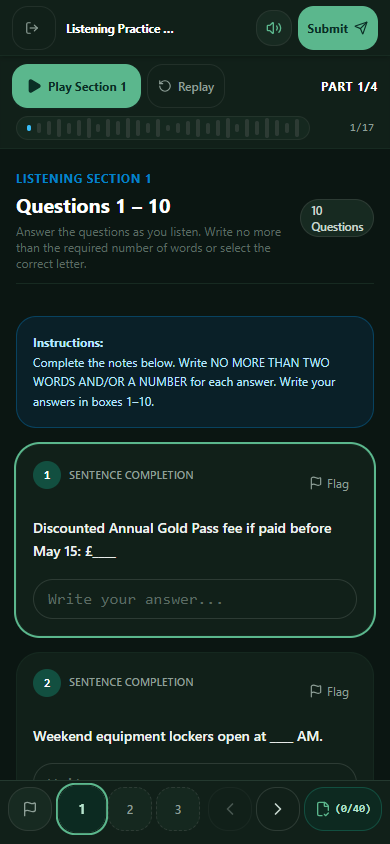 Listening Practice ...
Submit
Play Section 1
Replay
PART 1/4
1/17
LISTENING SECTION 1
Questions 1 – 10
10
Questions
Answer the questions as you listen. Write no more
than the required number of words or select the
correct letter.
Instructions:
Complete the notes below. Write NO MORE THAN TWO
WORDS AND/OR A NUMBER for each answer. Write your
answers in boxes 1–10.
1
SENTENCE COMPLETION
Flag
Discounted Annual Gold Pass fee if paid before
May 15: £____
Write your answer...
2
SENTENCE COMPLETION
Flag
Weekend equipment lockers open at ____ AM.
1
2
3
(0/40)